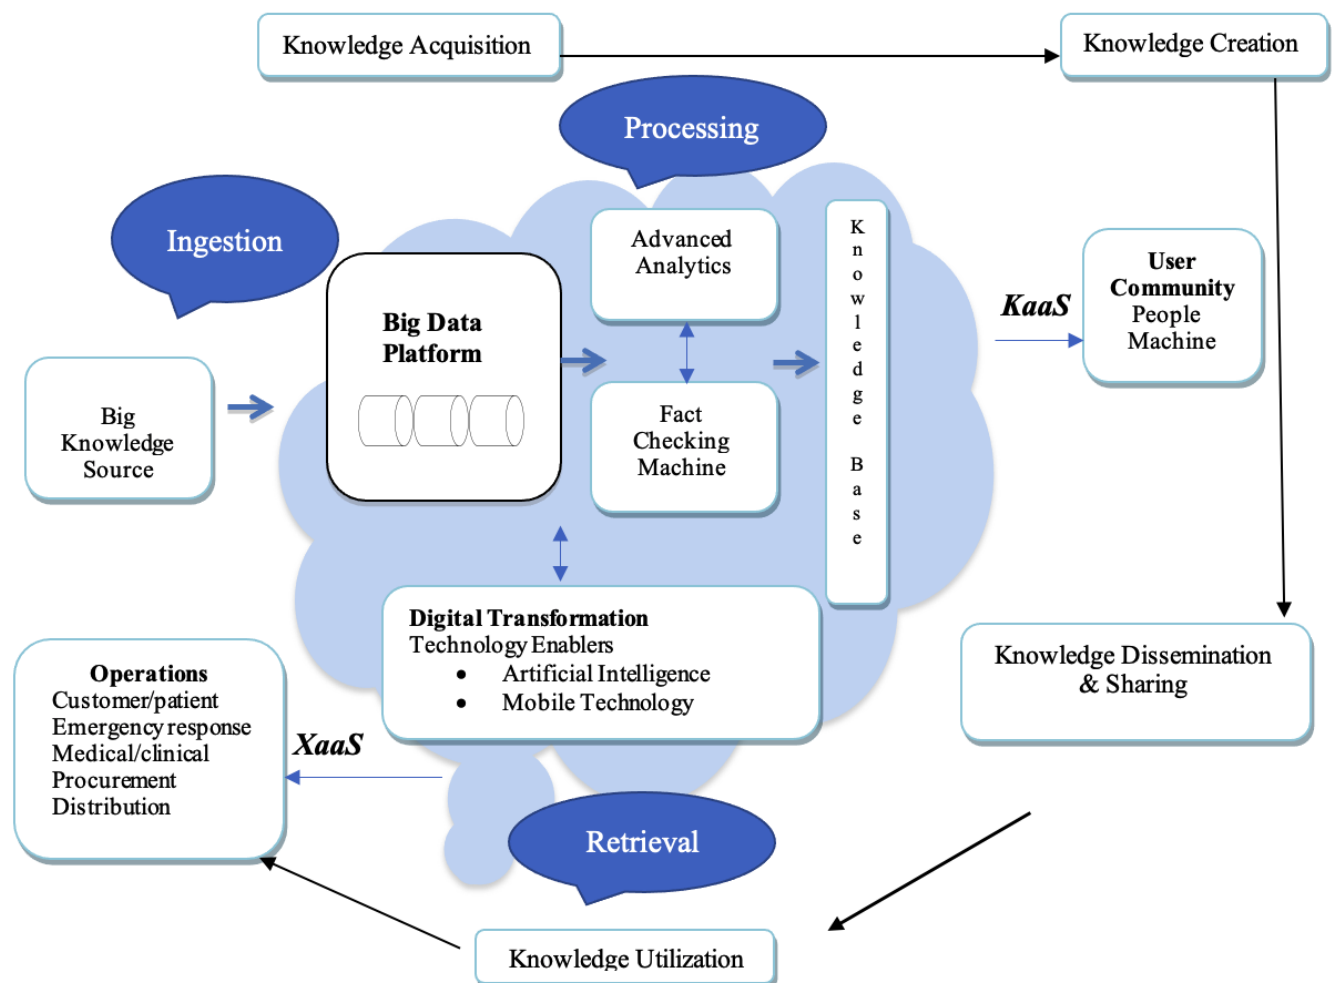 Knowledge Acquisition
Knowledge Creation
Processing
Ingestion
Advanced
Analytics
Knowledge Base
User
Community
People
Machine
KaaS
Big Data
Platform
Big
Knowledge
Source
Fact
Checking
Machine
Digital Transformation
Technology Enablers
• Artificial Intelligence
• Mobile Technology
Knowledge Dissemination
& Sharing
Operations
Customer/patient
Emergency response
Medical/clinical
Procurement
Distribution
XaaS
Retrieval
Knowledge Utilization